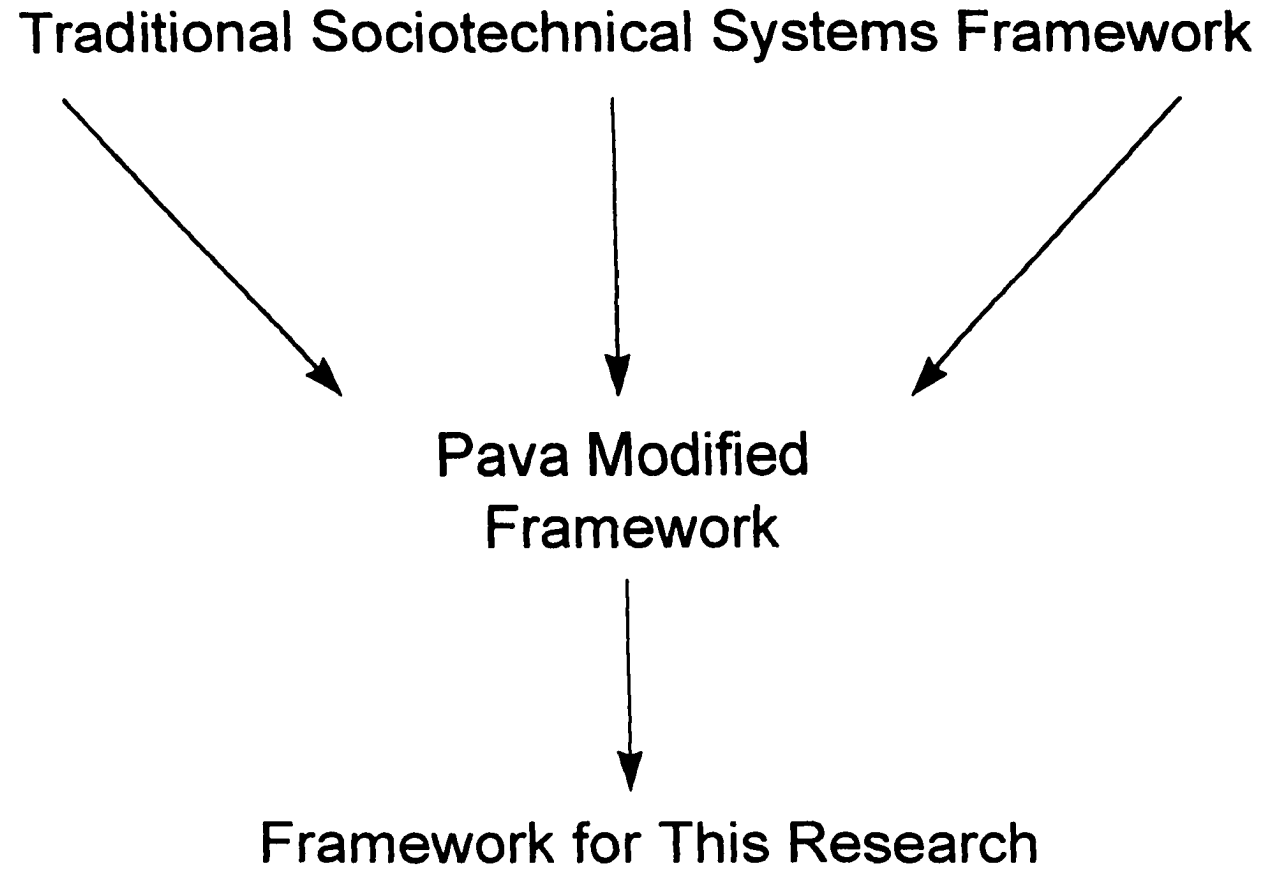 Traditional Sociotechnical Systems Framework
Pava Modified
Framework
Framework for This Research